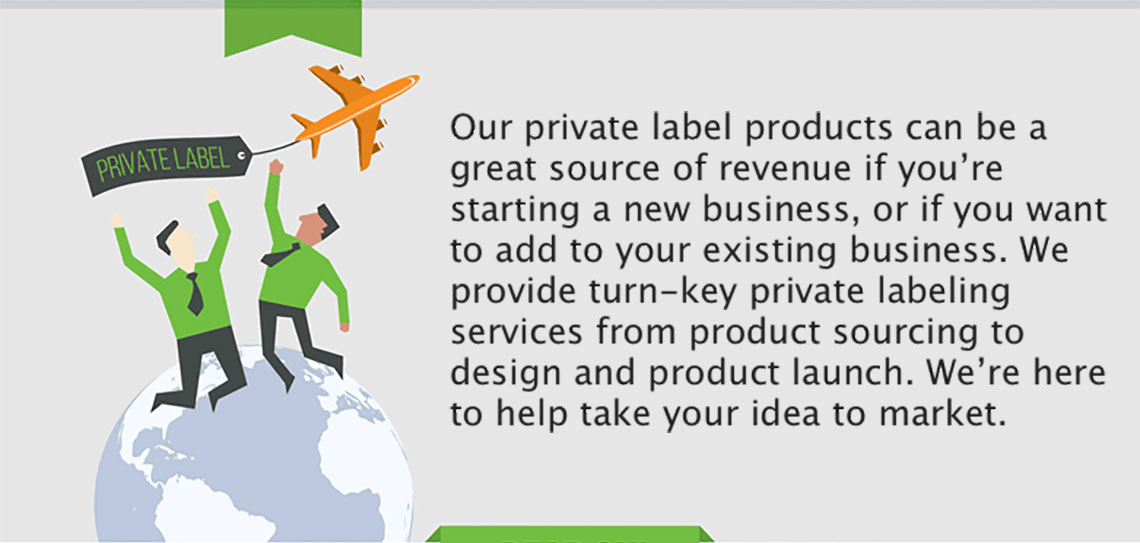 PRIVATE LABEL
Our private label products can be a
great source of revenue if you’re
starting a new business, or if you want
to add to your existing business. We
provide turn-key private labeling
services from product sourcing to
design and product launch. We’re here
to help take your idea to market.